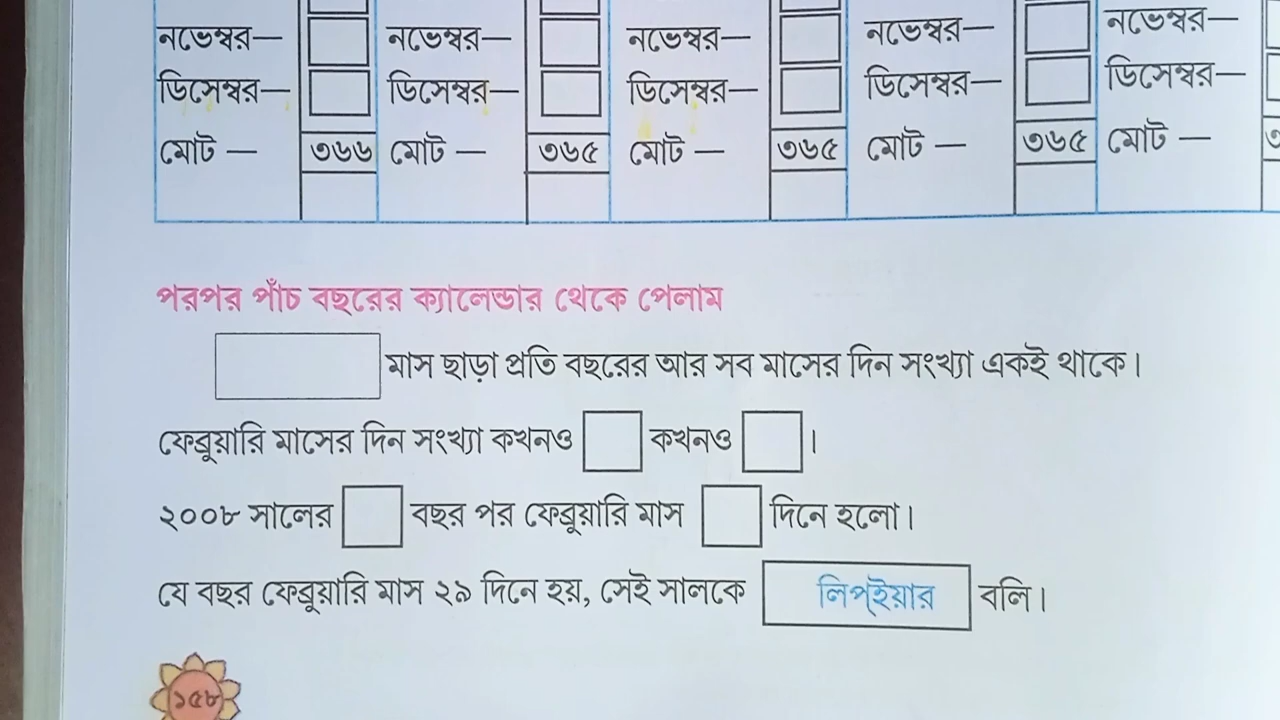 নভেম্বর— নভেম্বর— নভেম্বর— নভেম্বর— নভেম্বর—
ডিসেম্বর— ডিসেম্বর— ডিসেম্বর— ডিসেম্বর— ডিসেম্বর—
মোট — ৩৬৬ মোট — ৩৬৫ মোট — ৩৬৫ মোট — ৩৬৫ মোট —
পরপর পাঁচ বছরের ক্যালেন্ডার থেকে পেলাম
মাস ছাড়া প্রতি বছরের আর সব মাসের দিন সংখ্যা একই থাকে।
ফেব্রুয়ারি মাসের দিন সংখ্যা কখনও কখনও ।
২০০৮ সালের বছর পর ফেব্রুয়ারি মাস দিনে হলো।
যে বছর ফেব্রুয়ারি মাস ২৯ দিনে হয়, সেই সালকে লিপ্‌ইয়ার বলি।
১৫৮